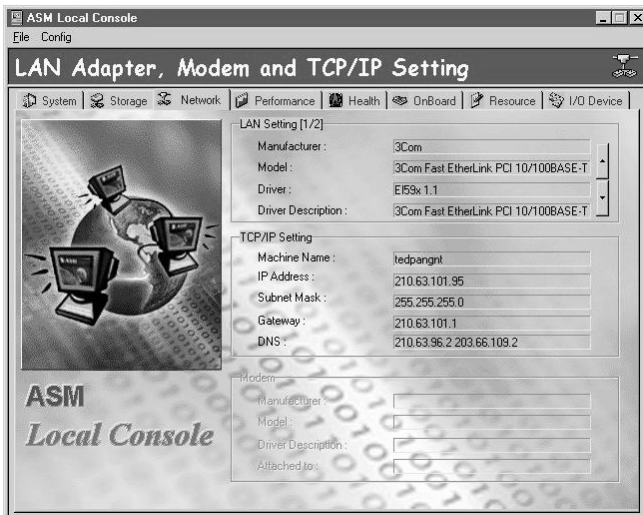 ASM Local Console
File Config
LAN Adapter, Modem and TCP/IP Setting
System Storage Network Performance Health OnBoard Resource I/O Device
LAN Setting [1/2]
Manufacturer : 3Com
Model : 3Com Fast EtherLink PCI 10/100BASE-T
Driver : El59x 1.1
Driver Description : 3Com Fast EtherLink PCI 10/100BASE-T
TCP/IP Setting
Machine Name : tedpangnt
IP Address : 210.63.101.95
Subnet Mask : 255.255.255.0
Gateway : 210.63.101.1
DNS : 210.63.96.2 203.66.109.2
Modem
Manufacturer :
Model :
Driver Description :
Attached to :
ASM
Local Console